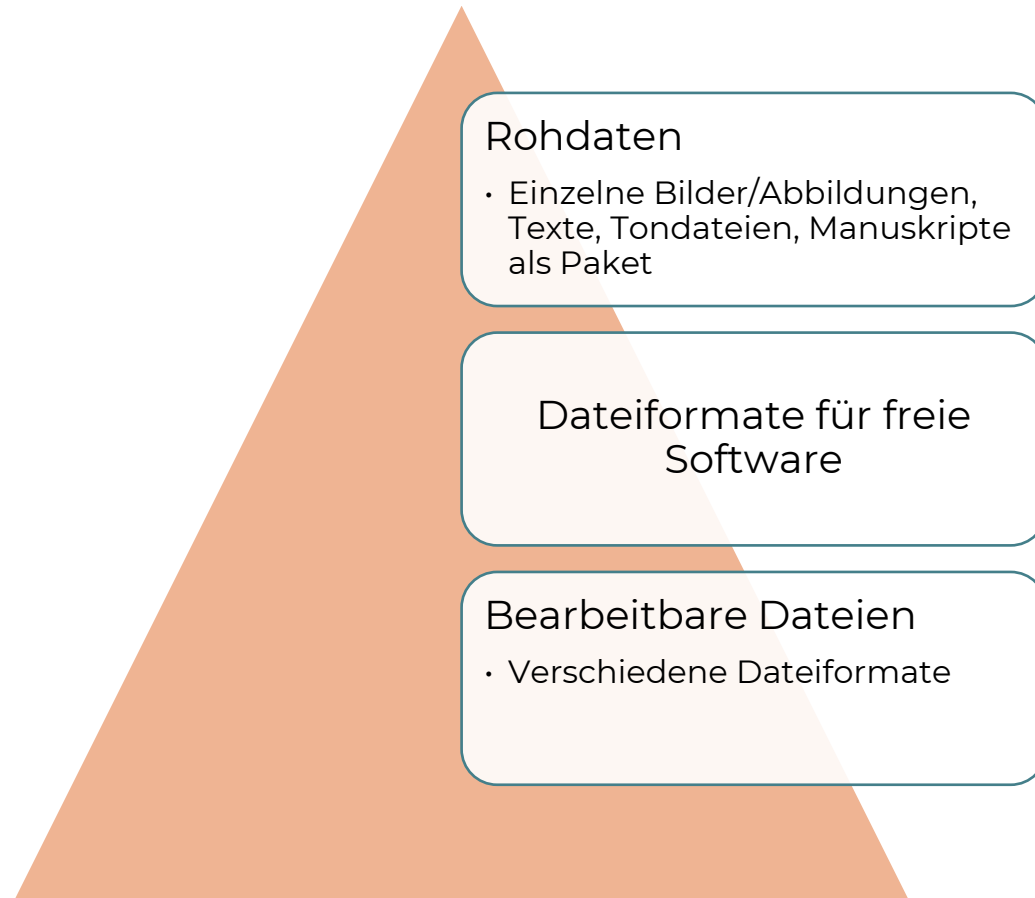 Rohdaten
• Einzelne Bilder/Abbildungen,
Texte, Tondateien, Manuskripte
als Paket
Dateiformate für freie
Software
Bearbeitbare Dateien
• Verschiedene Dateiformate